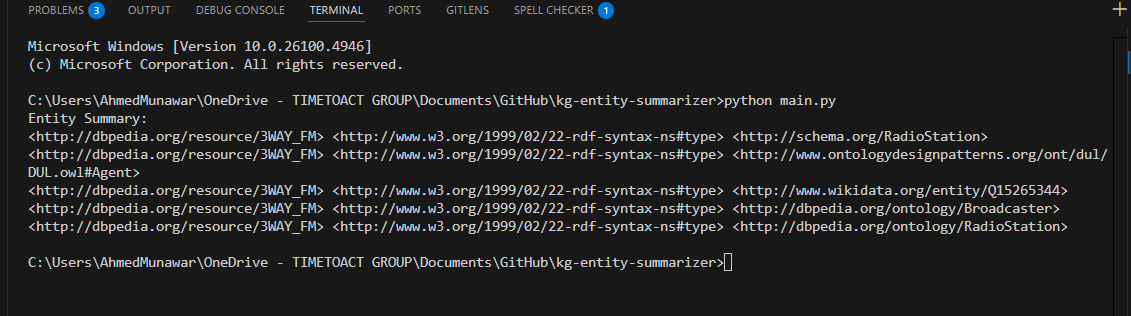 PROBLEMS 3 OUTPUT DEBUG CONSOLE TERMINAL PORTS GITLENS SPELL CHECKER 1
Microsoft Windows [Version 10.0.26100.4946]
(c) Microsoft Corporation. All rights reserved.
C:\Users\AhmedMunawar\OneDrive - TIMETOACT GROUP\Documents\GitHub\kg-entity-summarizer>python main.py
Entity Summary:
<http://dbpedia.org/resource/3WAY_FM> <http://www.w3.org/1999/02/22-rdf-syntax-ns#type> <http://schema.org/RadioStation>
<http://dbpedia.org/resource/3WAY_FM> <http://www.w3.org/1999/02/22-rdf-syntax-ns#type> <http://www.ontologydesignpatterns.org/ont/dul/
DUL.owl#Agent>
<http://dbpedia.org/resource/3WAY_FM> <http://www.w3.org/1999/02/22-rdf-syntax-ns#type> <http://www.wikidata.org/entity/Q15265344>
<http://dbpedia.org/resource/3WAY_FM> <http://www.w3.org/1999/02/22-rdf-syntax-ns#type> <http://dbpedia.org/ontology/Broadcaster>
<http://dbpedia.org/resource/3WAY_FM> <http://www.w3.org/1999/02/22-rdf-syntax-ns#type> <http://dbpedia.org/ontology/RadioStation>
C:\Users\AhmedMunawar\OneDrive - TIMETOACT GROUP\Documents\GitHub\kg-entity-summarizer>